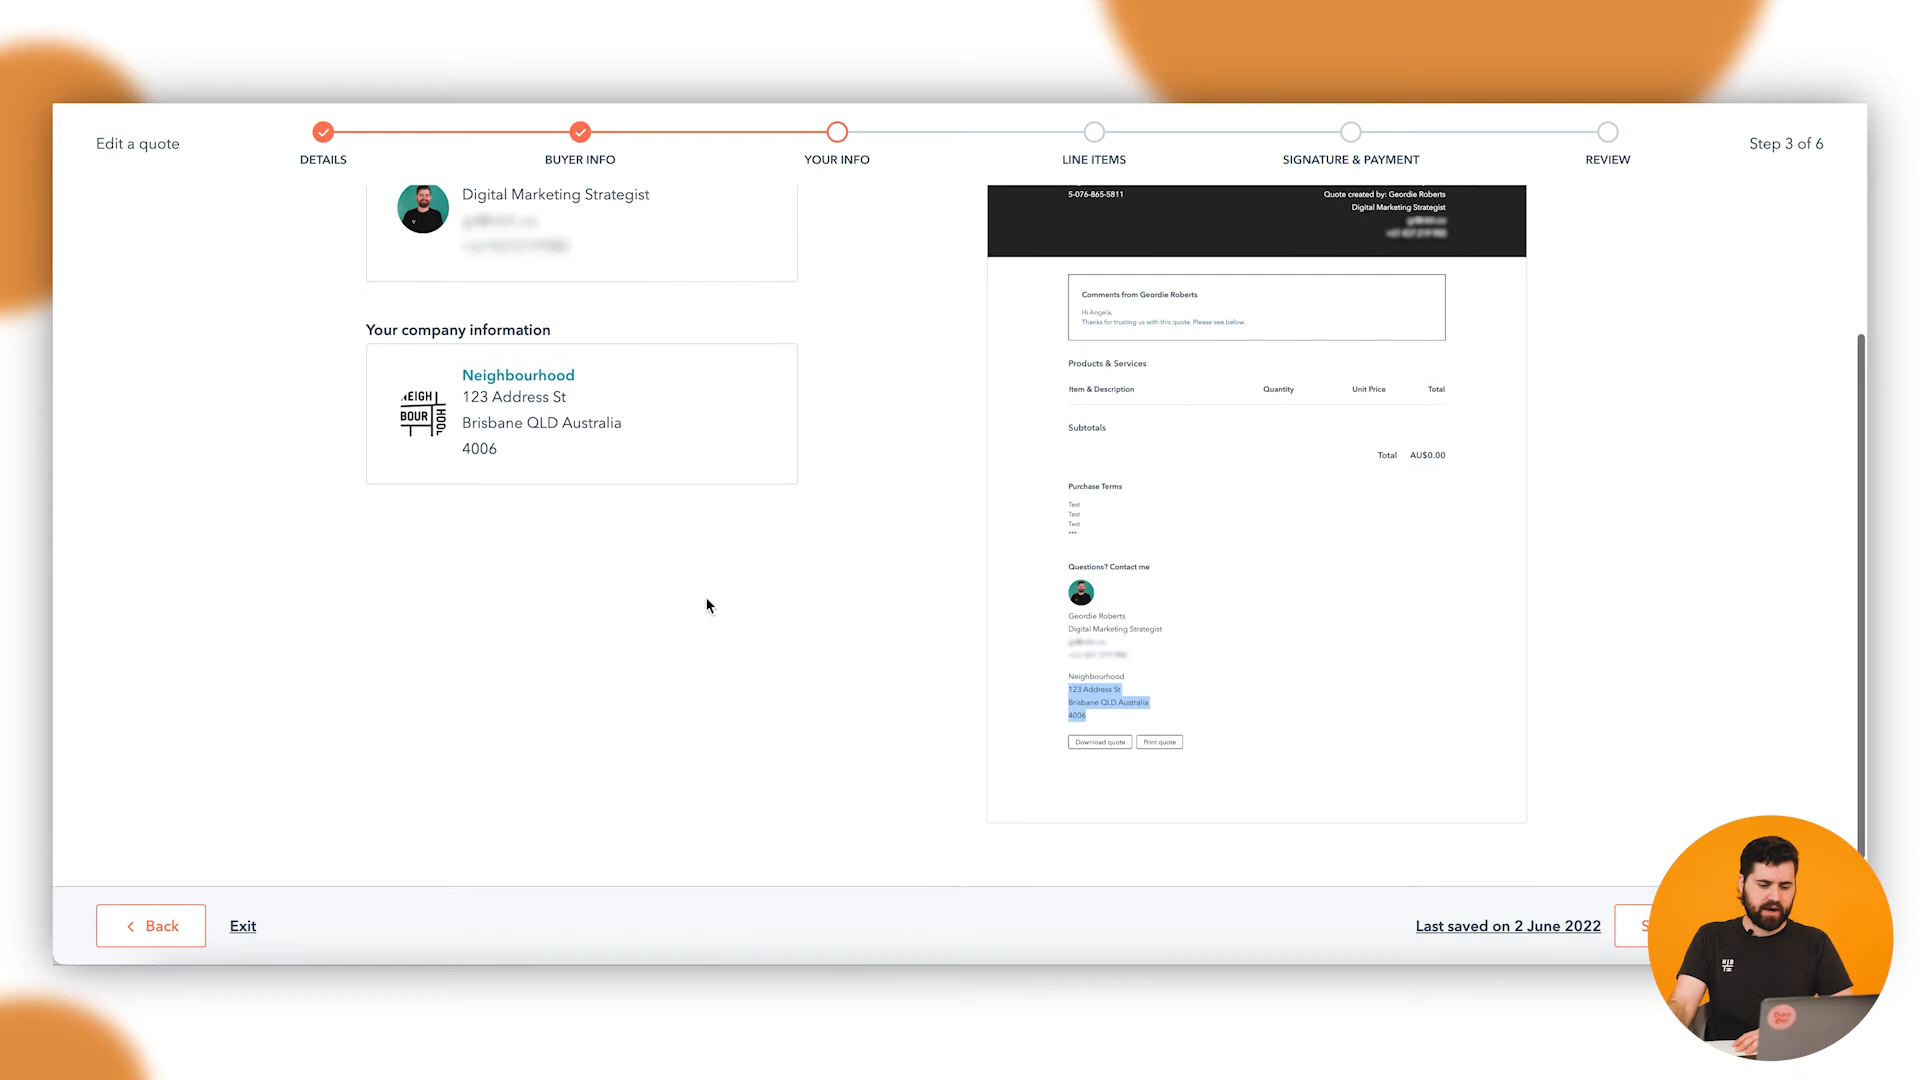 Edit a quote
DETAILS
BUYER INFO
YOUR INFO
LINE ITEMS
SIGNATURE & PAYMENT
REVIEW
Step 3 of 6
Digital Marketing Strategist
Your company information
NEIGH
BOUR
HOOD
Neighbourhood
123 Address St
Brisbane QLD Australia
4006
5-076-865-5811
Quote created by: Geordie Roberts
Digital Marketing Strategist
Comments from Geordie Roberts
Hi Angela,
Thanks for trusting us with this quote. Please see below.
Products & Services
Item & Description Quantity Unit Price Total
Subtotals
Total AU$0.00
Purchase Terms
Test
Test
Test
***
Questions? Contact me
Geordie Roberts
Digital Marketing Strategist
Neighbourhood
123 Address St
Brisbane QLD Australia
4006
Download quote Print quote
Back
Exit
Last saved on 2 June 2022